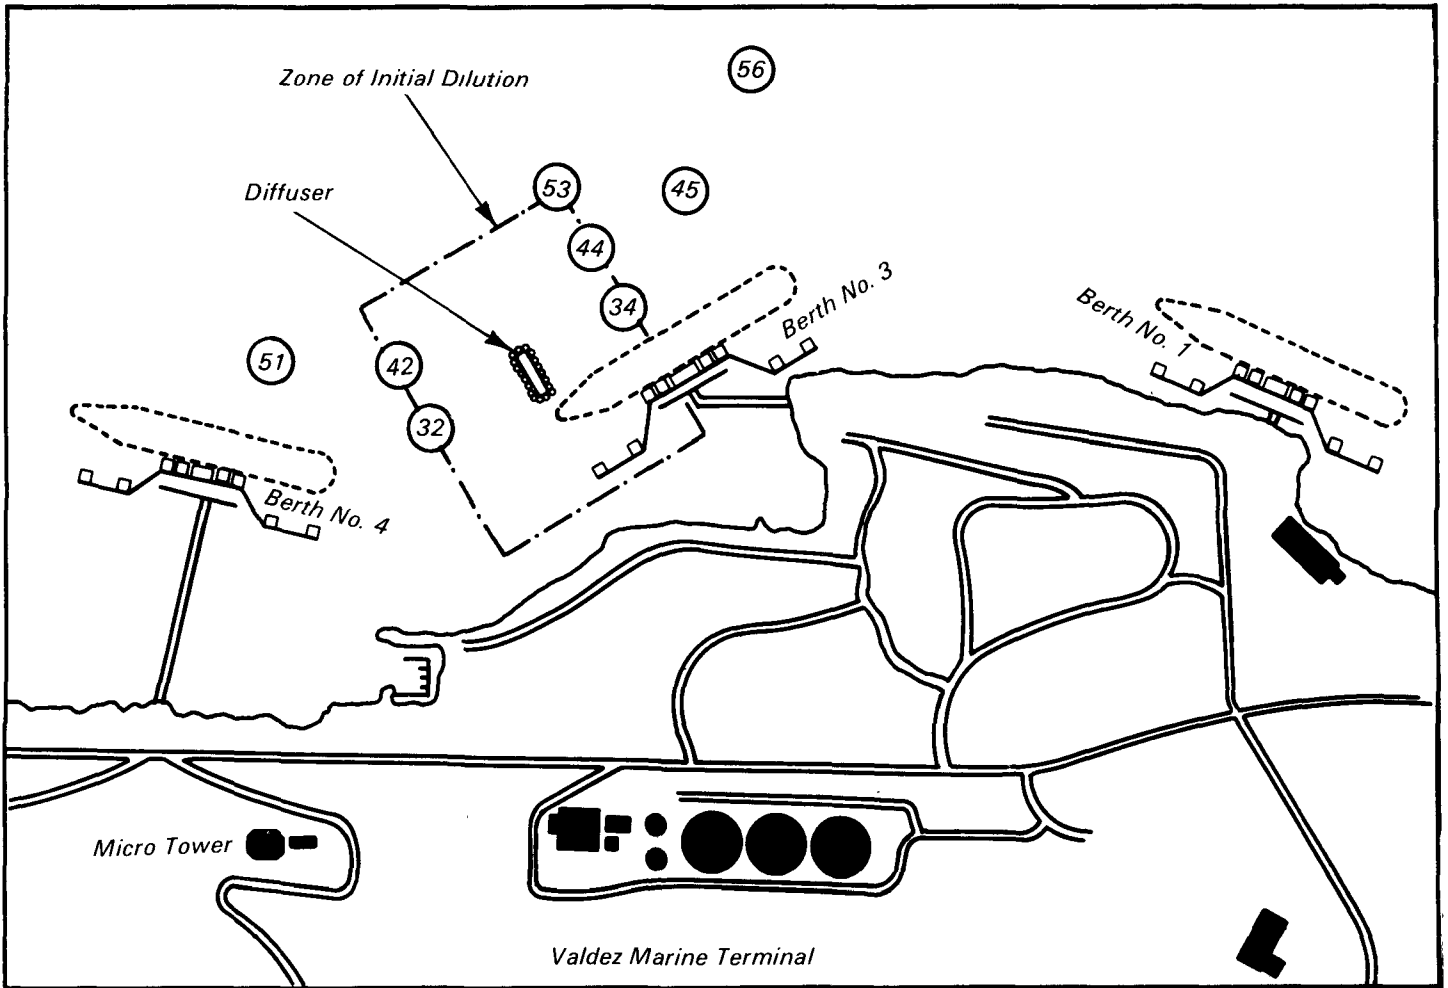 56
Zone of Initial Dilution
53
45
Diffuser
44
Berth No. 3
34
Berth No. 1
51
42
32
Berth No. 4
Micro Tower
Valdez Marine Terminal